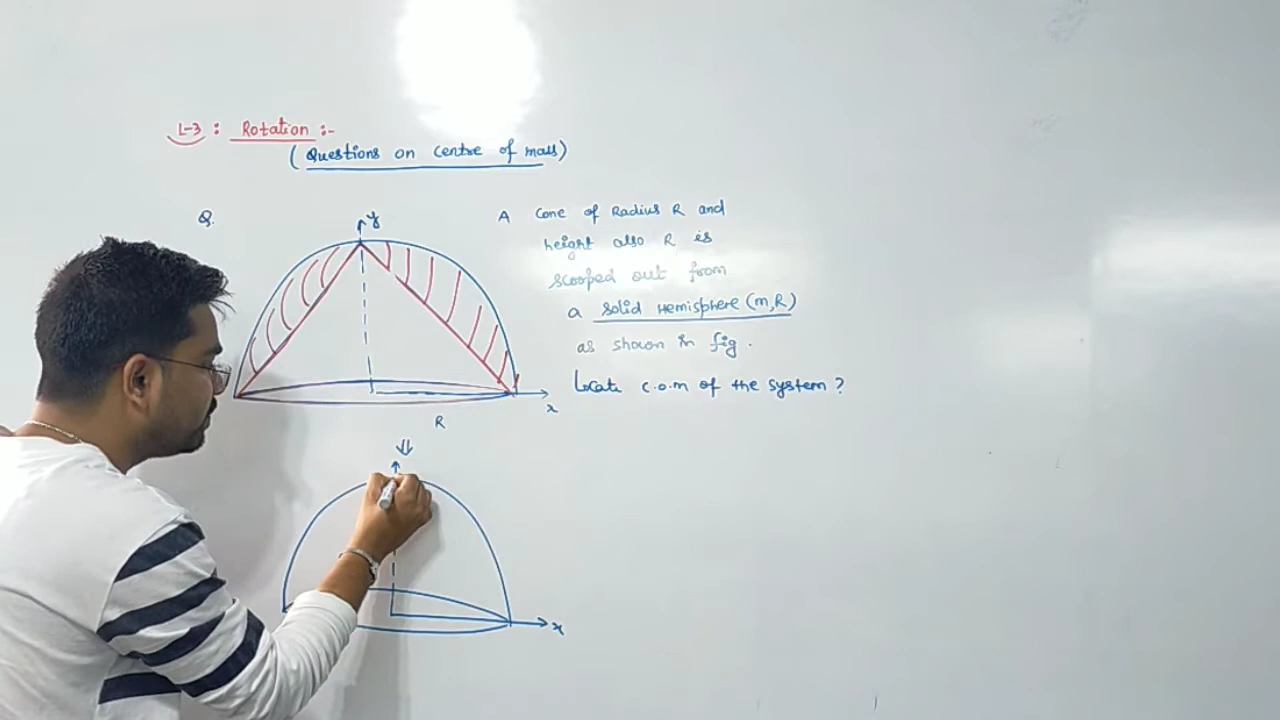 L-3 : Rotation :-
(Questions on centre of mass)
Q.
y
A Cone of Radius R and
height also R is
scooped out from
a solid Hemisphere (m,R)
as shown in fig.
Locate c.o.m of the system ?
x
R
x